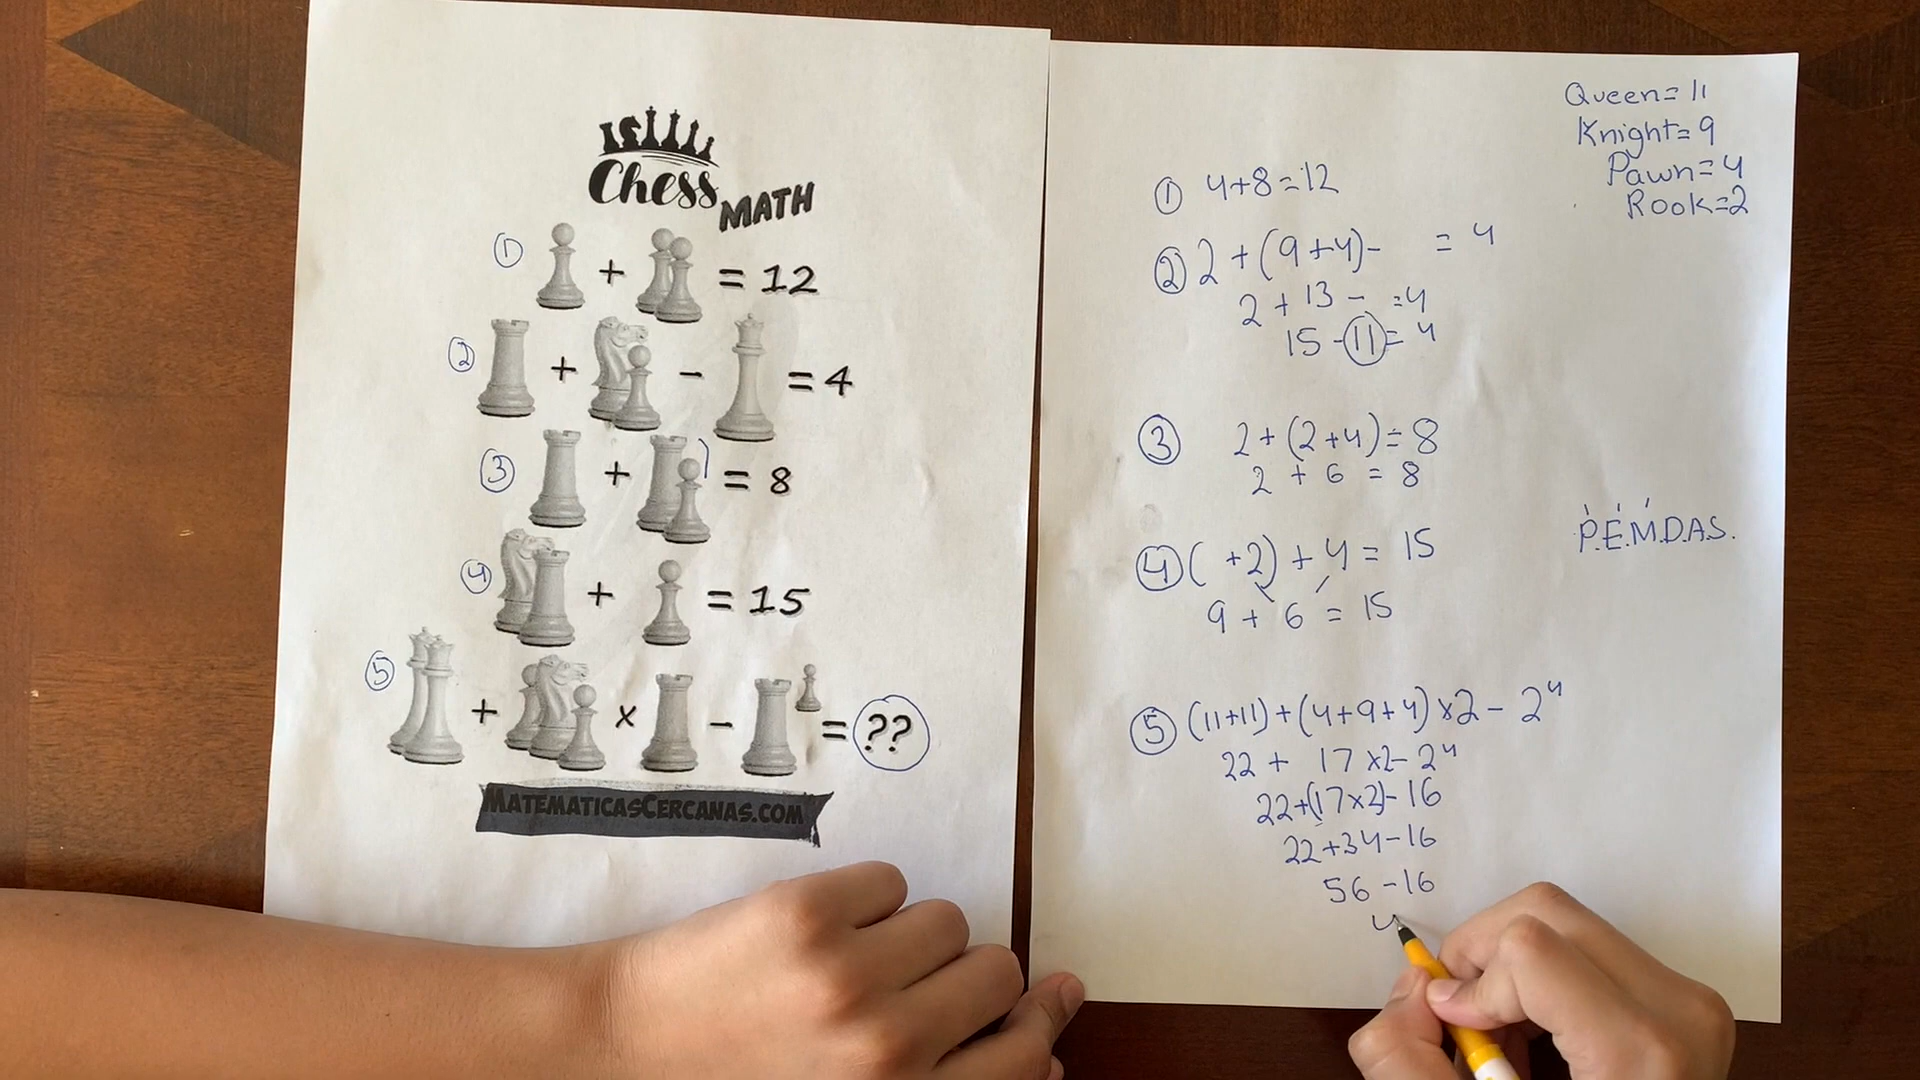 Chess MATH
① + = 12
② + - = 4
③ + ) = 8
④ + = 15
⑤ + x - = ??
MATEMATICASCERCANAS.COM
Queen=11
Knight=9
Pawn=4
Rook=2
① 4+8=12
② 2+(9+4)- = 4
2+13- =4
15-11=4
③ 2+(2+4)=8
2+6=8
④ ( +2)+4=15
9+6=15
P.E.M.D.A.S.
⑤ (11+11)+(4+9+4)x2-2⁴
22+ 17x2-2⁴
22+(17x2)-16
22+34-16
56-16
4